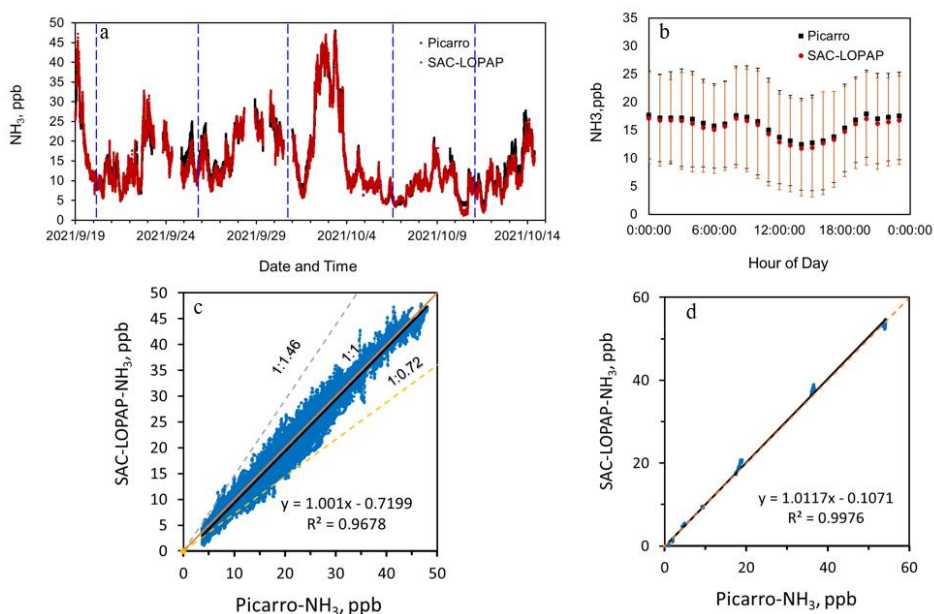 a
50
45
40
35
30
25
20
15
10
5
0
NH₃, ppb
Picarro
SAC-LOPAP
2021/9/19 2021/9/24 2021/9/29 2021/10/4 2021/10/9 2021/10/14
Date and Time
b
35
30
25
20
15
10
5
0
NH3,ppb
Picarro
SAC-LOPAP
0:00:00 6:00:00 12:00:00 18:00:00 0:00:00
Hour of Day
c
50
45
40
35
30
25
20
15
10
5
0
SAC-LOPAP-NH₃, ppb
1:1.46
1:1
1:0.72
y = 1.001x - 0.7199
R² = 0.9678
0 10 20 30 40 50
Picarro-NH₃, ppb
d
60
40
20
0
SAC-LOPAP-NH₃, ppb
y = 1.0117x - 0.1071
R² = 0.9976
0 20 40 60
Picarro-NH₃, ppb